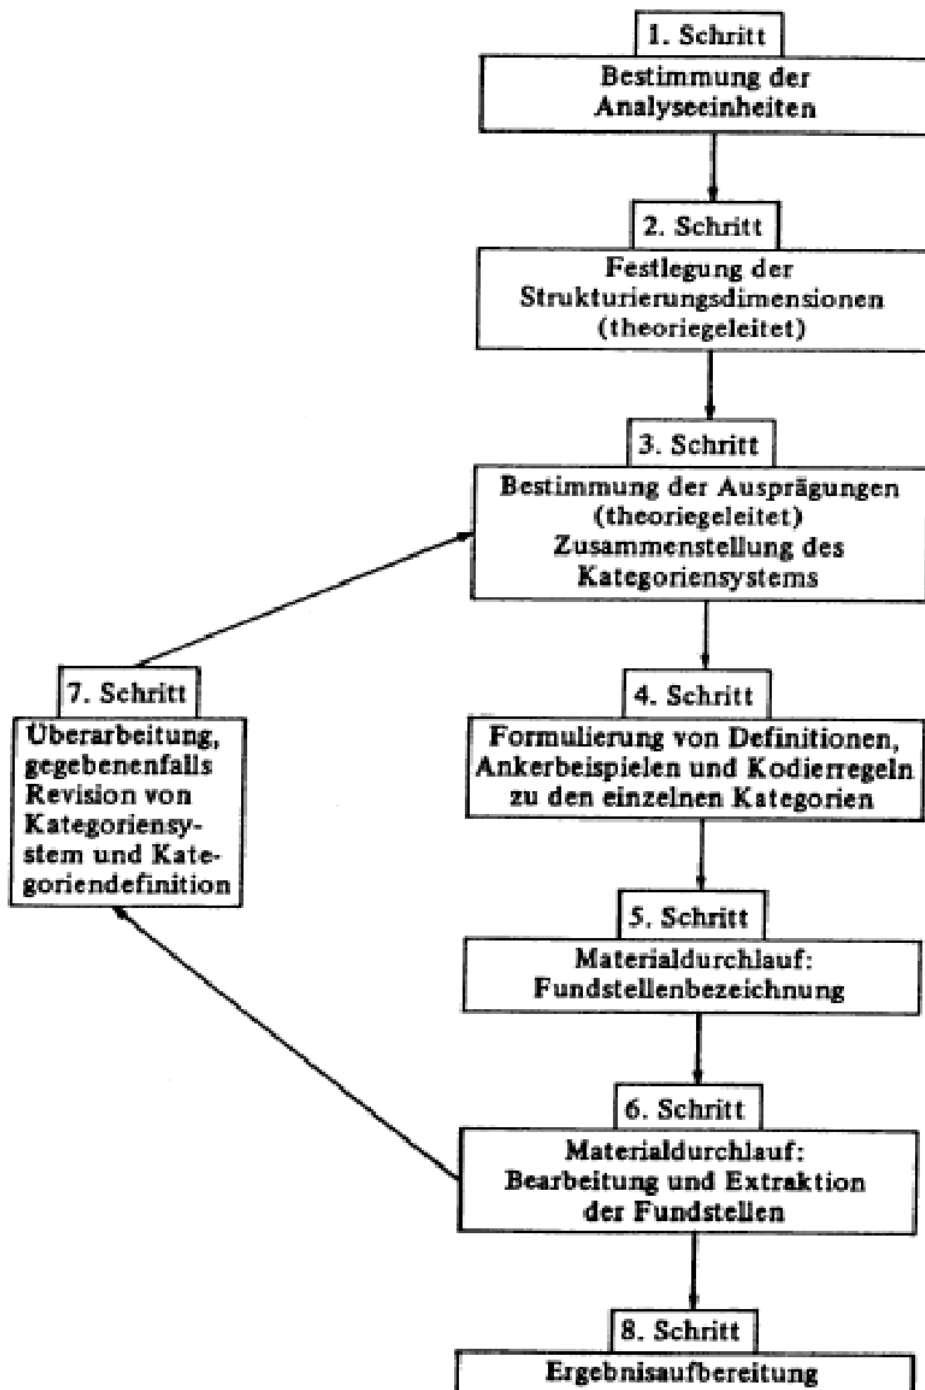 1. Schritt
Bestimmung der
Analyseeinheiten
2. Schritt
Festlegung der
Strukturierungsdimensionen
(theoriegeleitet)
3. Schritt
Bestimmung der Ausprägungen
(theoriegeleitet)
Zusammenstellung des
Kategoriensystems
4. Schritt
Formulierung von Definitionen,
Ankerbeispielen und Kodierregeln
zu den einzelnen Kategorien
5. Schritt
Materialdurchlauf:
Fundstellenbezeichnung
6. Schritt
Materialdurchlauf:
Bearbeitung und Extraktion
der Fundstellen
7. Schritt
Überarbeitung,
gegebenenfalls
Revision von
Kategoriensy-
stem und Kate-
goriendefinition
8. Schritt
Ergebnisaufbereitung